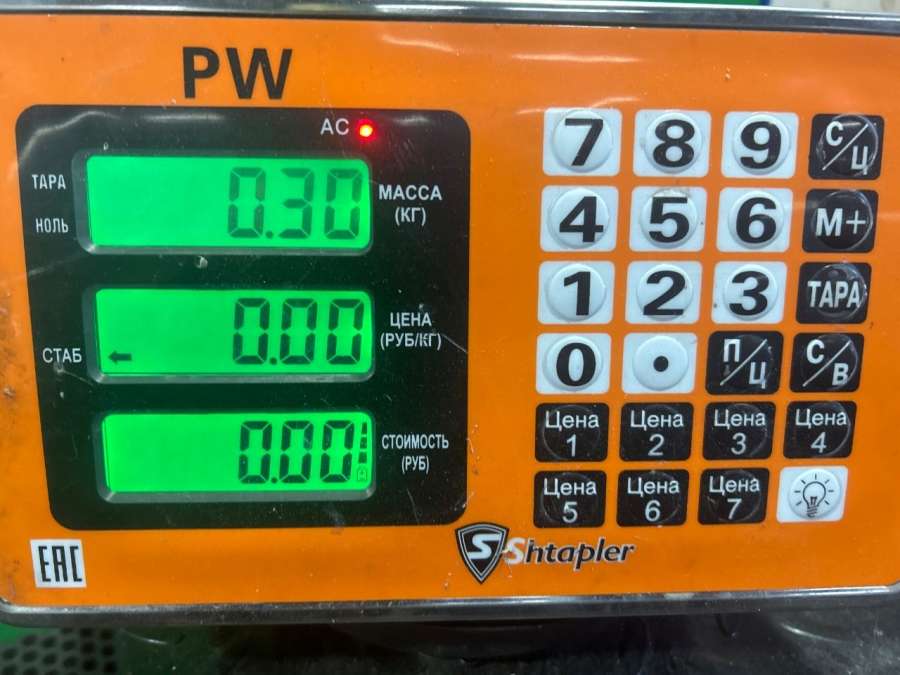 PW
AC
ТАРА
НОЛЬ
0.30
МАССА
(КГ)
СТАБ
0.00
ЦЕНА
(РУБ/КГ)
0.00
СТОИМОСТЬ
(РУБ)
7 8 9 С/Ц
4 5 6 М+
1 2 3 ТАРА
0 . П/Ц С/В
Цена 1 Цена 2 Цена 3 Цена 4
Цена 5 Цена 6 Цена 7
EAC
S Shtapler